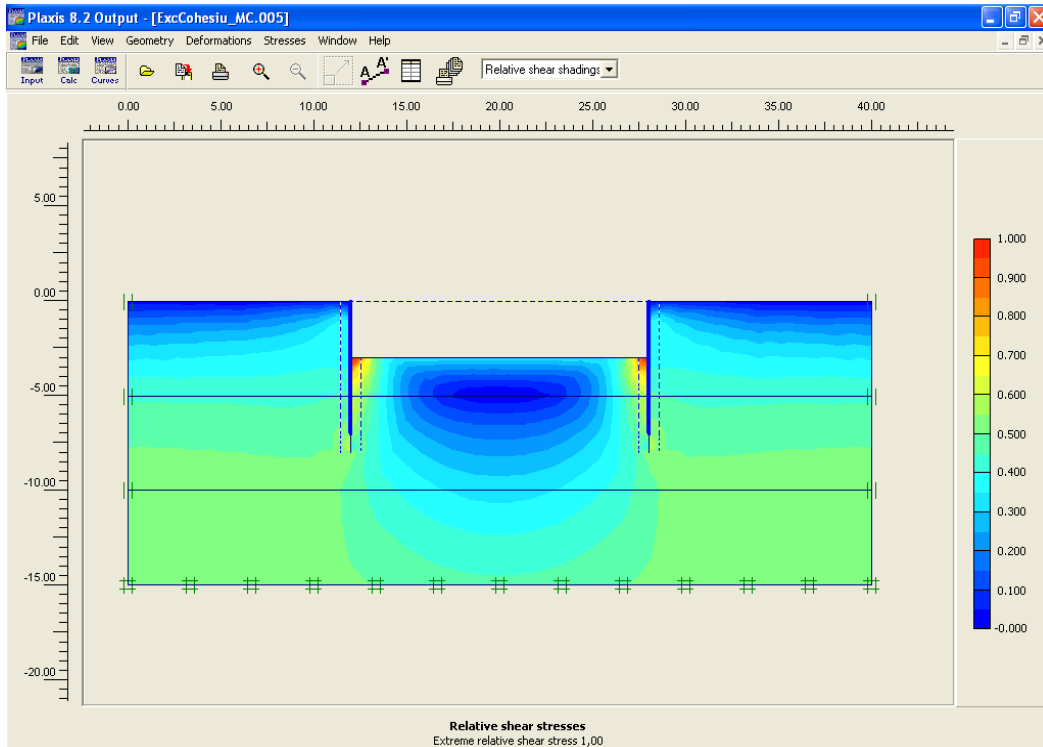 Plaxis 8.2 Output - [ExcCohesiu_MC.005]
File Edit View Geometry Deformations Stresses Window Help
Input Calc Curves A A' Relative shear shadings
0.00 5.00 10.00 15.00 20.00 25.00 30.00 35.00 40.00
5.00
0.00
-5.00
-10.00
-15.00
-20.00
1.000
0.900
0.800
0.700
0.600
0.500
0.400
0.300
0.200
0.100
-0.000
Relative shear stresses
Extreme relative shear stress 1,00